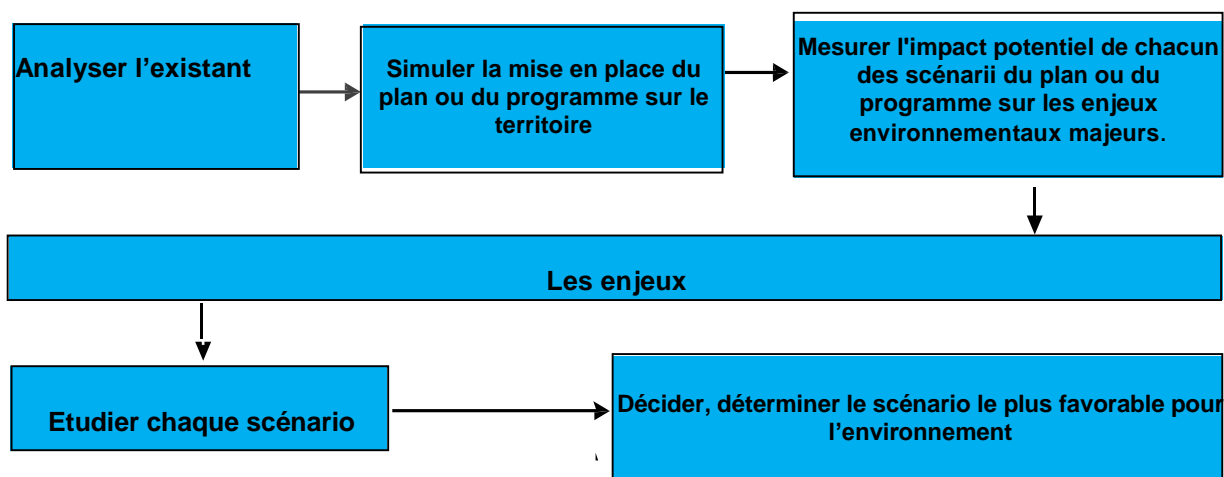 Analyser l’existant
Simuler la mise en place du
plan ou du programme sur le
territoire
Mesurer l'impact potentiel de chacun
des scénarii du plan ou du
programme sur les enjeux
environnementaux majeurs.
Les enjeux
Etudier chaque scénario
Décider, déterminer le scénario le plus favorable pour
l’environnement